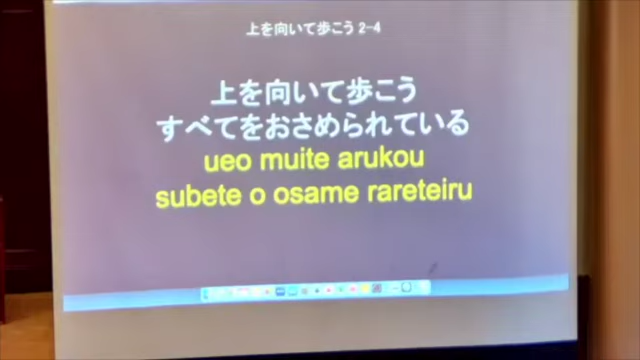 上を向いて歩こう 2-4
上を向いて歩こう
すべてをおさめられている
ueo muite arukou
subete o osame rareteiru